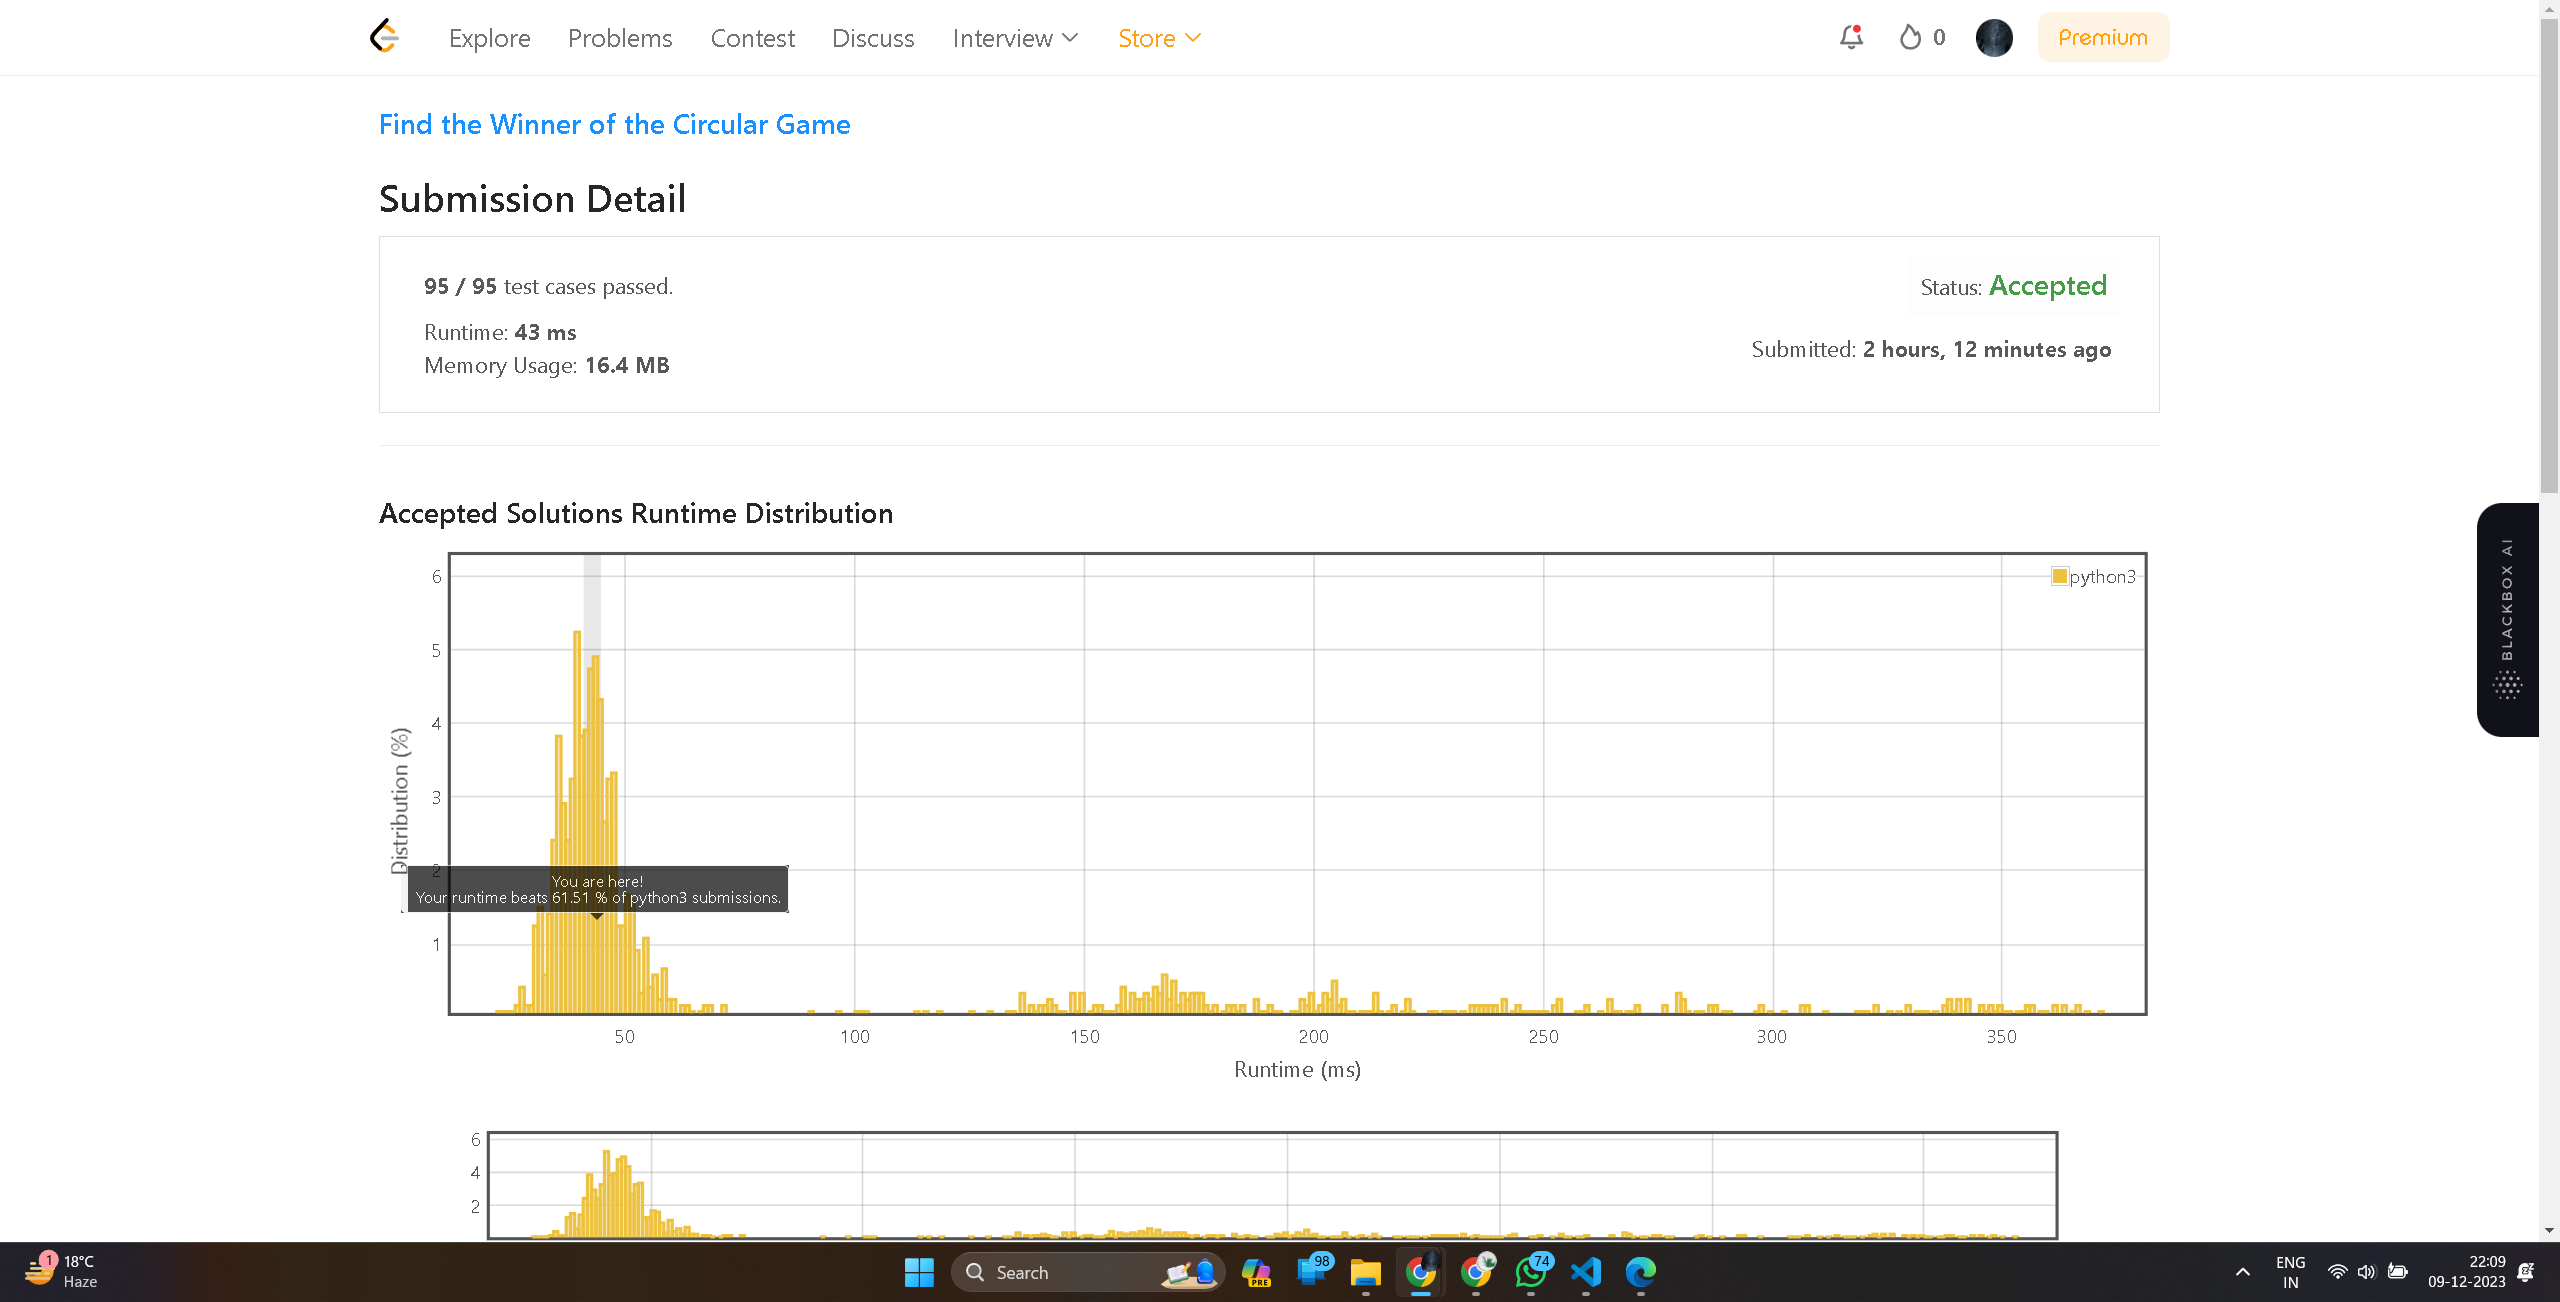 Explore Problems Contest Discuss Interview Store 0 Premium
Find the Winner of the Circular Game
Submission Detail
95 / 95 test cases passed.
Status: Accepted
Runtime: 43 ms
Submitted: 2 hours, 12 minutes ago
Memory Usage: 16.4 MB
Accepted Solutions Runtime Distribution
python3
6
5
4
3
2
1
Distribution (%)
You are here!
Your runtime beats 61.51 % of python3 submissions.
50 100 150 200 250 300 350
Runtime (ms)
6
4
2
BLACKBOX AI
1
18°C
Haze
Search
PRE
98
74
ENG
IN
22:09
09-12-2023